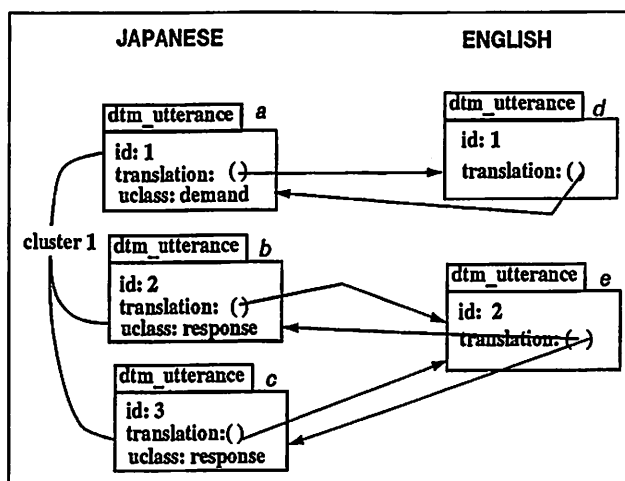 JAPANESE
ENGLISH
dtm_utterance a
id: 1
translation: ( )
uclass: demand
dtm_utterance d
id: 1
translation: ( )
cluster 1
dtm_utterance b
id: 2
translation: ( )
uclass: response
dtm_utterance e
id: 2
translation: ( )
dtm_utterance c
id: 3
translation:( )
uclass: response